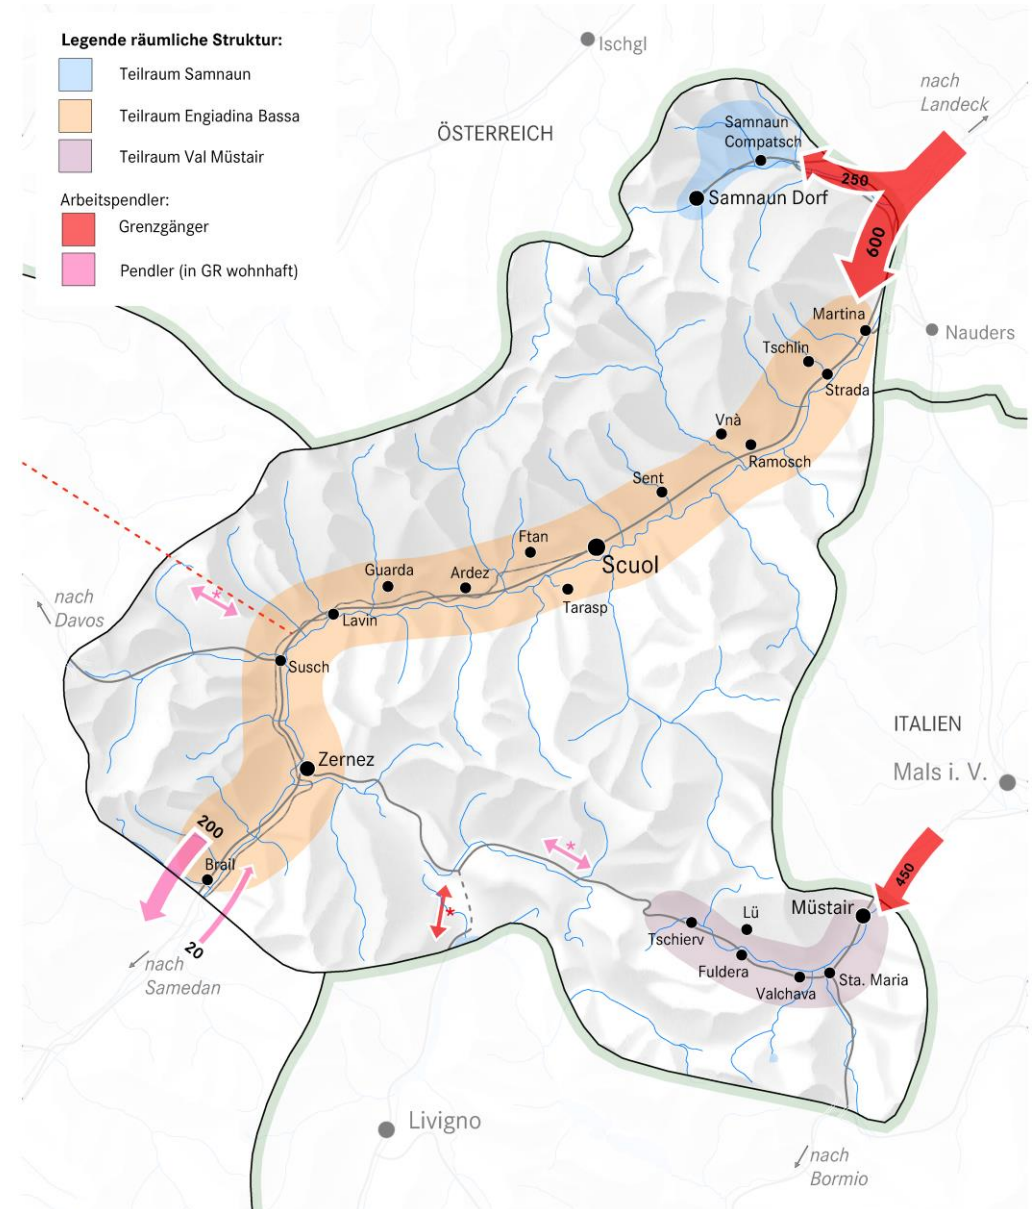 Legende räumliche Struktur:
Teilraum Samnaun
Teilraum Engiadina Bassa
Teilraum Val Müstair
Arbeitspendler:
Grenzgänger
Pendler (in GR wohnhaft)
Ischgl
nach
Landeck
ÖSTERREICH
Samnaun
Compatsch
250
Samnaun Dorf
600
Martina
Nauders
Tschlin
Strada
Vnà
Ramosch
Sent
Ftan
Scuol
Guarda
Ardez
Tarasp
*
nach
Davos
Lavin
Susch
ITALIEN
Zernez
Mals i. V.
200
*
Brail
450
*
Müstair
Lü
Tschierv
20
nach
Samedan
Fuldera
Sta. Maria
Valchava
Livigno
nach
Bormio